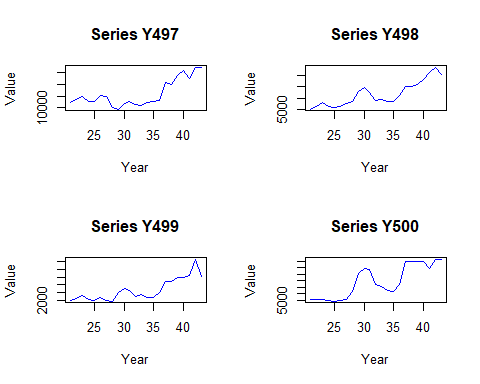 Series Y497
Value
10000
25 30 35 40
Year
Series Y498
Value
5000
25 30 35 40
Year
Series Y499
Value
2000
25 30 35 40
Year
Series Y500
Value
5000
25 30 35 40
Year